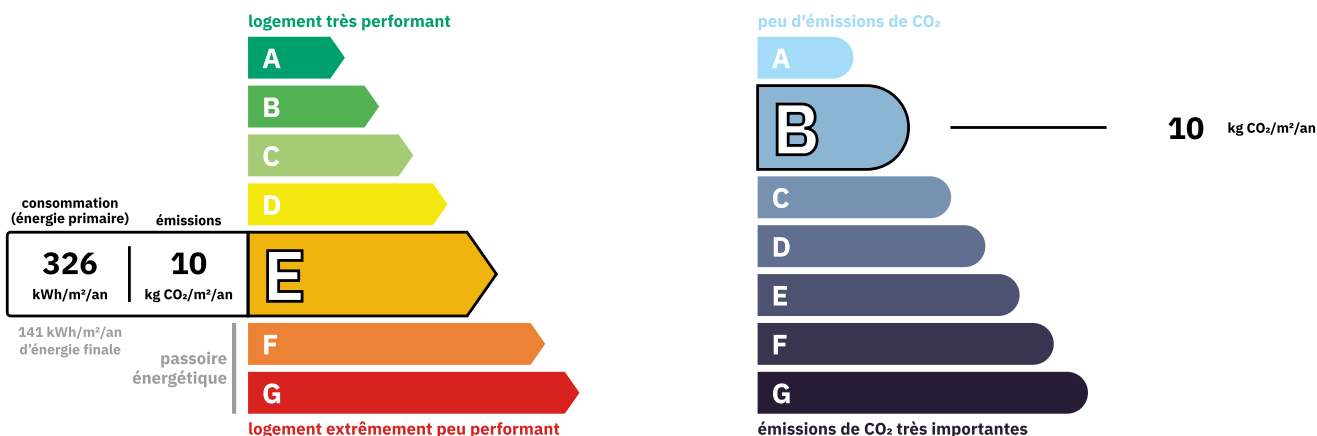 logement très performant
A
B
C
D
consommation
(énergie primaire)
émissions
326
kWh/m²/an
10
kg CO₂/m²/an
E
141 kWh/m²/an
d'énergie finale
passoire
énergétique
F
G
logement extrêmement peu performant
peu d'émissions de CO₂
A
B
10 kg CO₂/m²/an
C
D
E
F
G
émissions de CO₂ très importantes